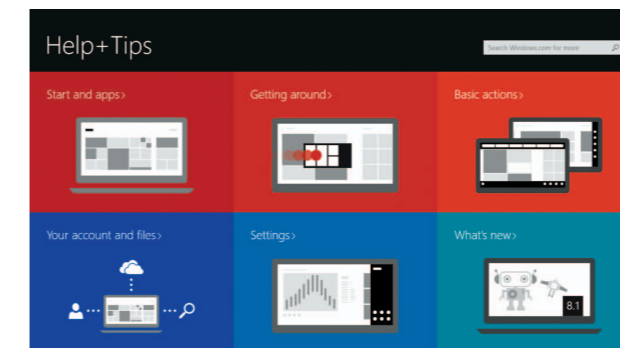 Help+Tips
Search Windows.com for more
Start and apps>
Getting around>
Basic actions>
Your account and files>
Settings>
What's new>
8.1